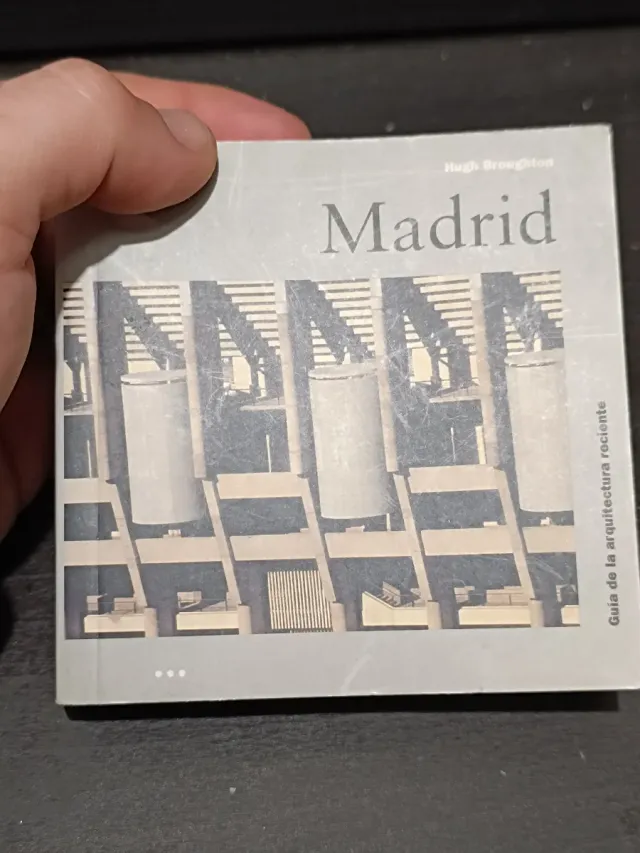 Hugh Broughton
Madrid
Guía de la arquitectura reciente